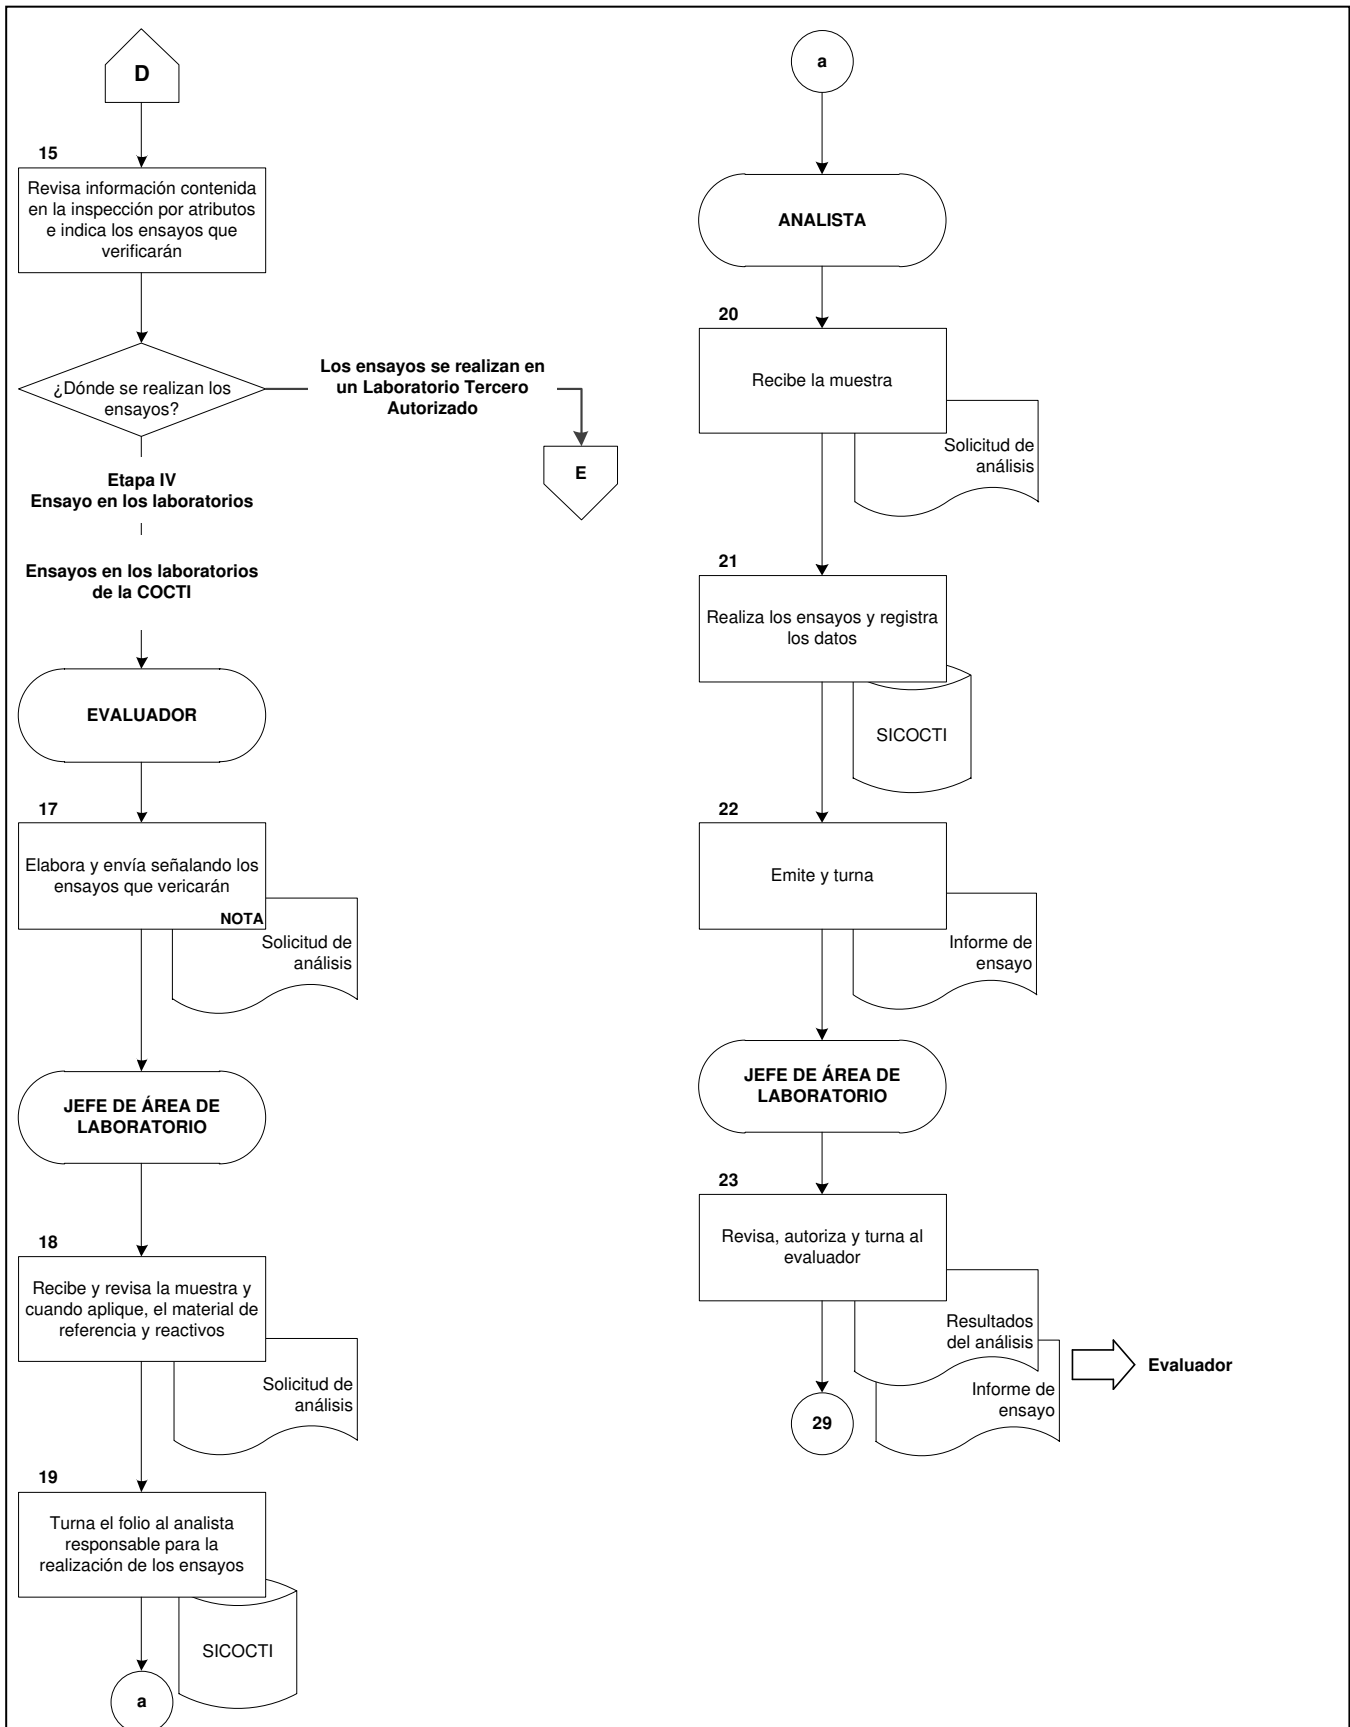 D
15
Revisa información contenida
en la inspección por atributos
e indica los ensayos que
verificarán
¿Dónde se realizan los
ensayos?
Los ensayos se realizan en
un Laboratorio Tercero
Autorizado
E
Etapa IV
Ensayo en los laboratorios
Ensayos en los laboratorios
de la COCTI
EVALUADOR
17
Elabora y envía señalando los
ensayos que vericarán
NOTA
Solicitud de
análisis
JEFE DE ÁREA DE
LABORATORIO
18
Recibe y revisa la muestra y
cuando aplique, el material de
referencia y reactivos
Solicitud de
análisis
19
Turna el folio al analista
responsable para la
realización de los ensayos
SICOCTI
a
a
ANALISTA
20
Recibe la muestra
Solicitud de
análisis
21
Realiza los ensayos y registra
los datos
SICOCTI
22
Emite y turna
Informe de
ensayo
JEFE DE ÁREA DE
LABORATORIO
23
Revisa, autoriza y turna al
evaluador
Resultados
del análisis
Informe de
ensayo
Evaluador
29